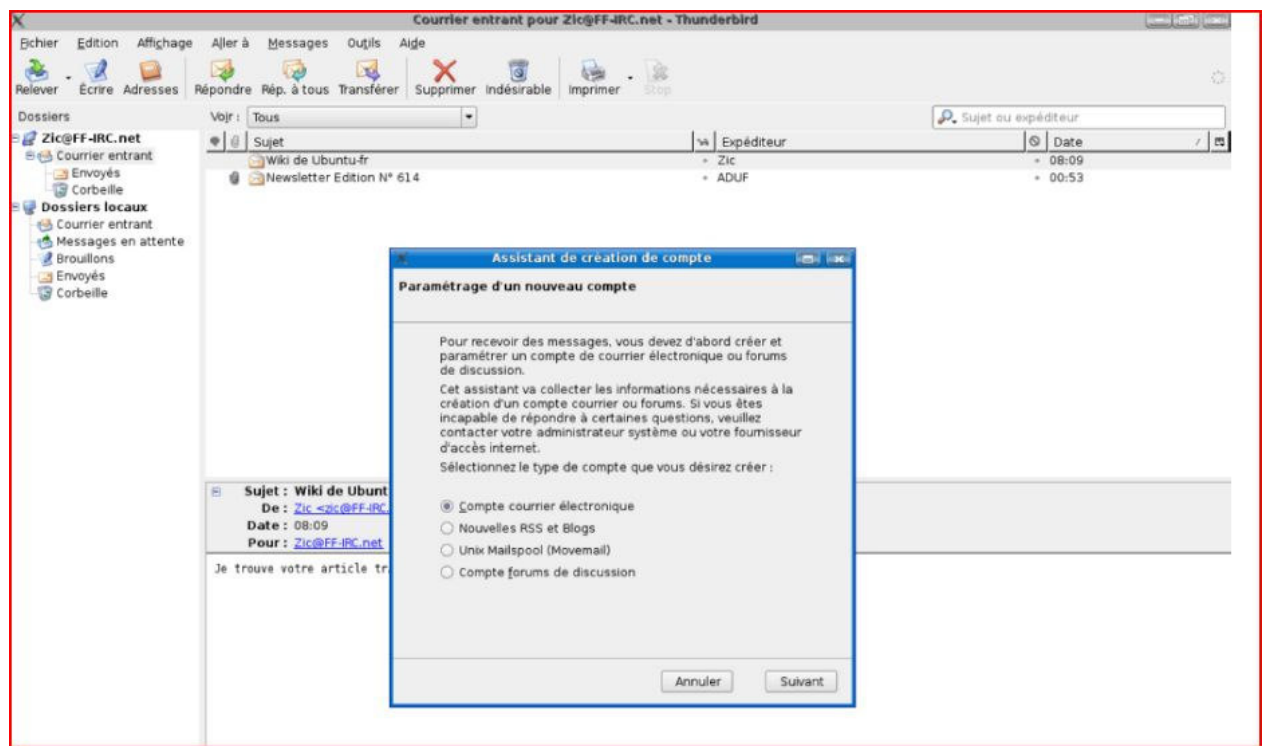 Courrier entrant pour Zic@FF-IRC.net - Thunderbird
Fichier Edition Affichage Aller à Messages Outils Aide
Relever Écrire Adresses Répondre Rép. à tous Transférer Supprimer Indésirable Imprimer Stop
Dossiers Voir : Tous Sujet ou expéditeur
Zic@FF-IRC.net Sujet Expéditeur Date
Courrier entrant Wiki de Ubuntu-fr Zic 08:09
Envoyés Newsletter Edition N° 614 ADUF 00:53
Corbeille
Dossiers locaux
Courrier entrant
Messages en attente
Brouillons
Envoyés
Corbeille
Assistant de création de compte
Paramétrage d'un nouveau compte
Pour recevoir des messages, vous devez d'abord créer et
paramétrer un compte de courrier électronique ou forums
de discussion.
Cet assistant va collecter les informations nécessaires à la
création d'un compte courrier ou forums. Si vous êtes
incapable de répondre à certaines questions, veuillez
contacter votre administrateur système ou votre fournisseur
d'accès internet.
Sélectionnez le type de compte que vous désirez créer :
Compte courrier électronique
Nouvelles RSS et Blogs
Unix Mailspool (Movemail)
Compte forums de discussion
Annuler Suivant
Sujet : Wiki de Ubunt
De : Zic <zic@FF-IRC.
Date : 08:09
Pour : Zic@FF-IRC.net
Je trouve votre article tr